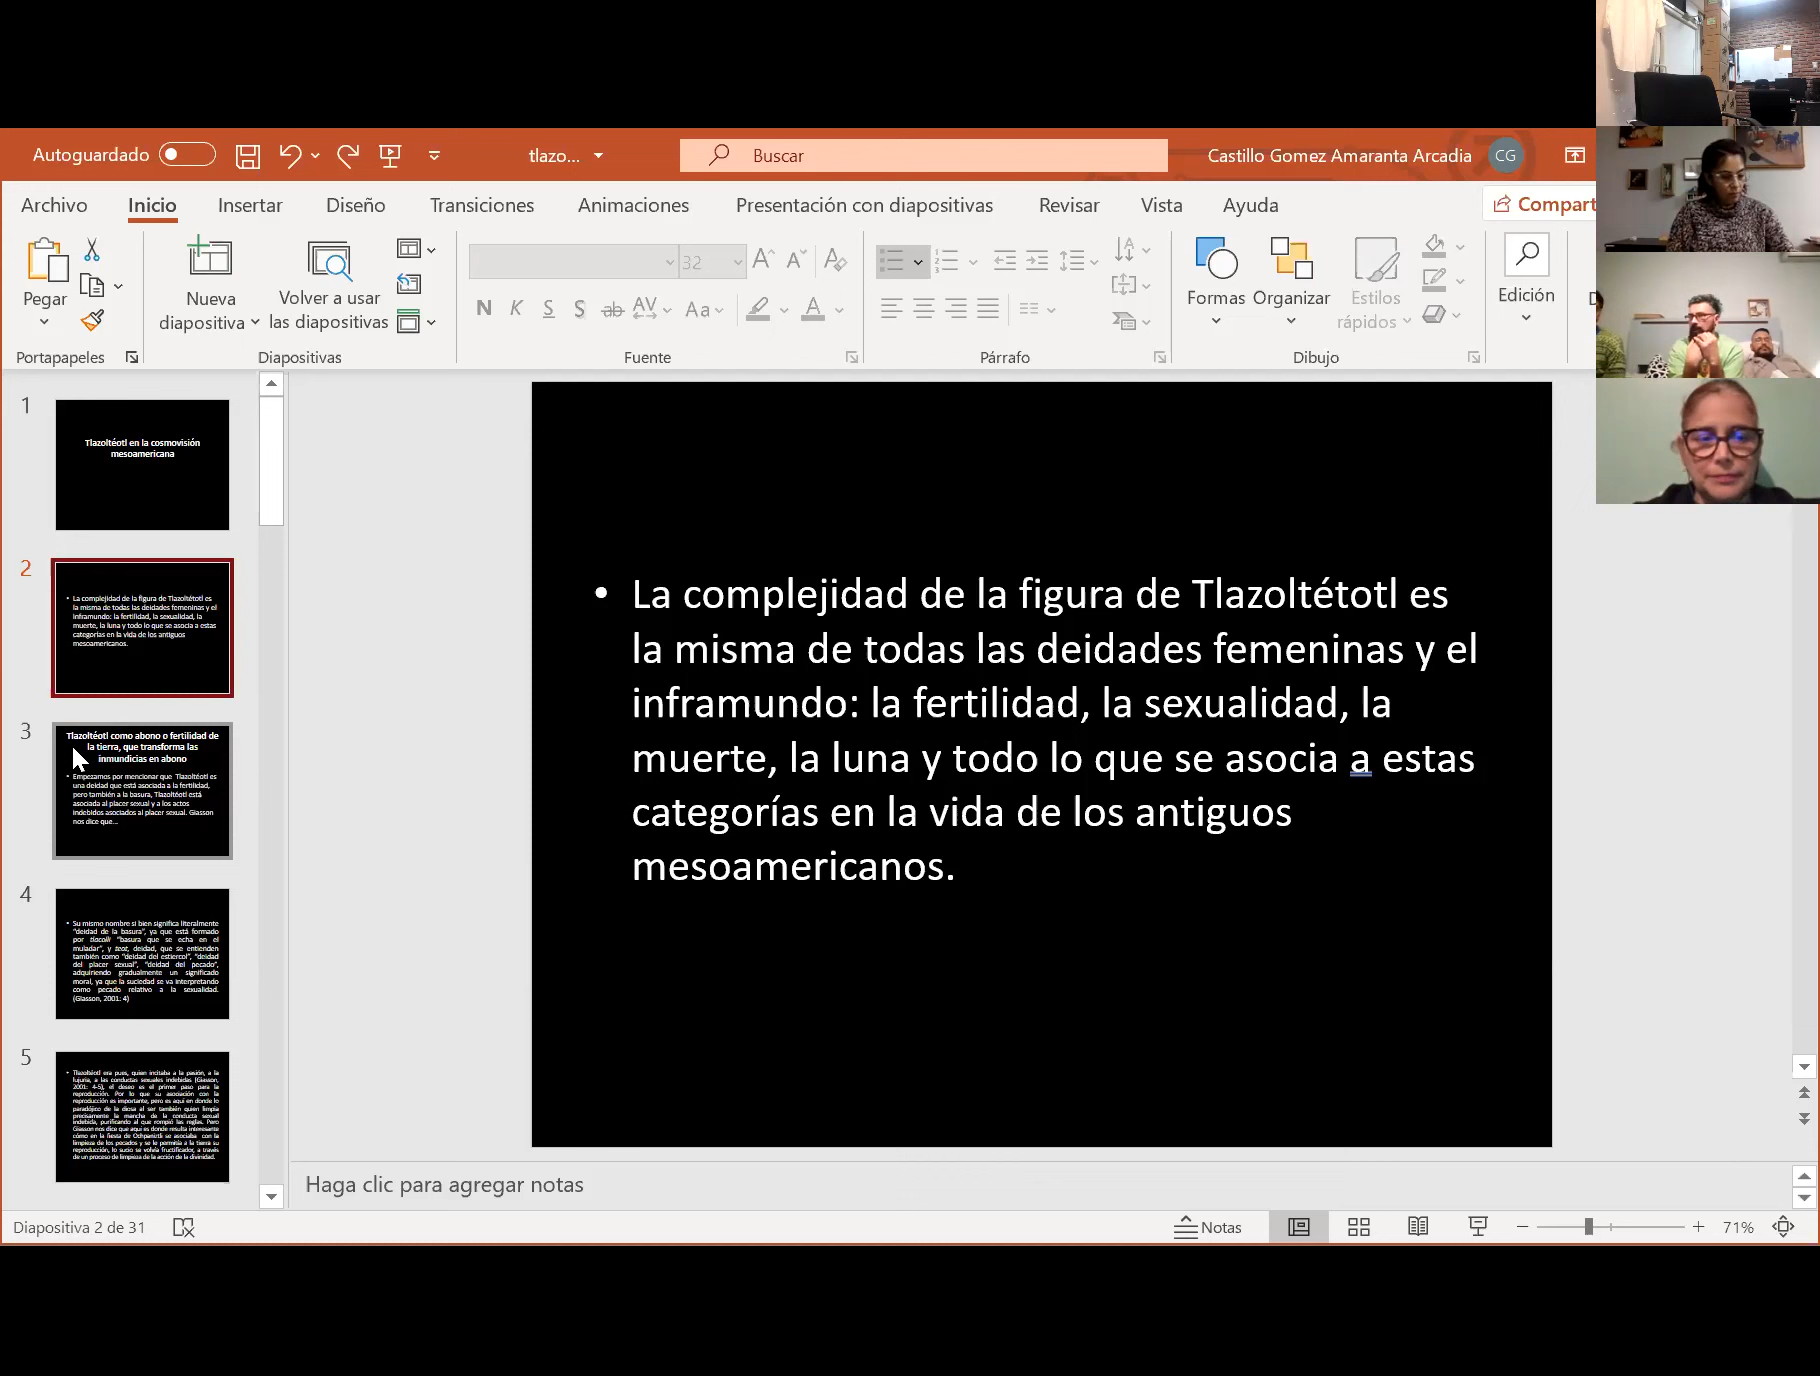 Autoguardado
tlazo...
Buscar
Castillo Gomez Amaranta Arcadia
CG
Archivo
Inicio
Insertar
Diseño
Transiciones
Animaciones
Presentación con diapositivas
Revisar
Vista
Ayuda
Compart
Pegar
Nueva
diapositiva
Volver a usar
las diapositivas
32
N K S S ab AV Aa A
Formas
Organizar
Estilos
rápidos
Edición
Portapapeles
Diapositivas
Fuente
Párrafo
Dibujo
1
Tlazoltéotl en la cosmovisión
mesoamericana
2
• La complejidad de la figura de Tlazoltétotl es
la misma de todas las deidades femeninas y el
inframundo: la fertilidad, la sexualidad, la
muerte, la luna y todo lo que se asocia a estas
categorías en la vida de los antiguos
mesoamericanos.
3
Tlazoltéotl como abono o fertilidad de
la tierra, que transforma las
inmundicias en abono
• Empezamos por mencionar que Tlazoltéotl es
una deidad que está asociada a la fertilidad,
pero también a la basura, Tlazoltéotl está
asociada al placer sexual y a los actos
indebidos asociados al placer sexual. Giasson
nos dice que...
4
• Su mismo nombre si bien significa literalmente
"deidad de la basura", ya que está formado
por tlacolli "basura que se echa en el
muladar", y teot, deidad, que se entienden
también como "deidad del estiercol", "deidad
del placer sexual", "deidad del pecado",
adquiriendo gradualmente un significado
moral, ya que la suciedad se va interpretando
como pecado relativo a la sexualidad.
(Giasson, 2001: 4)
5
• Tlazoltéotl era pues, quien incitaba a la pasión, a la
lujuria, a las conductas sexuales indebidas (Giasson,
2001: 4-5), el deseo es el primer paso para la
reproducción. Por lo que su asociación con la
reproducción es importante, pero es aquí en donde lo
paradójico de la diosa al ser también quien limpia
precisamente la mancha de la conducta sexual
indebida, purificando al que rompió las reglas. Pero
Giasson nos dice que aquí es donde resulta interesante
cómo en la fiesta de Ochpaniztli se asociaba con la
limpieza de los pecados y se le permitía a la tierra su
reproducción, lo sucio se volvía fructificador, a través
de un proceso de limpieza de la acción de la divinidad.
• La complejidad de la figura de Tlazoltétotl es
la misma de todas las deidades femeninas y el
inframundo: la fertilidad, la sexualidad, la
muerte, la luna y todo lo que se asocia a estas
categorías en la vida de los antiguos
mesoamericanos.
Haga clic para agregar notas
Diapositiva 2 de 31
Notas
71%